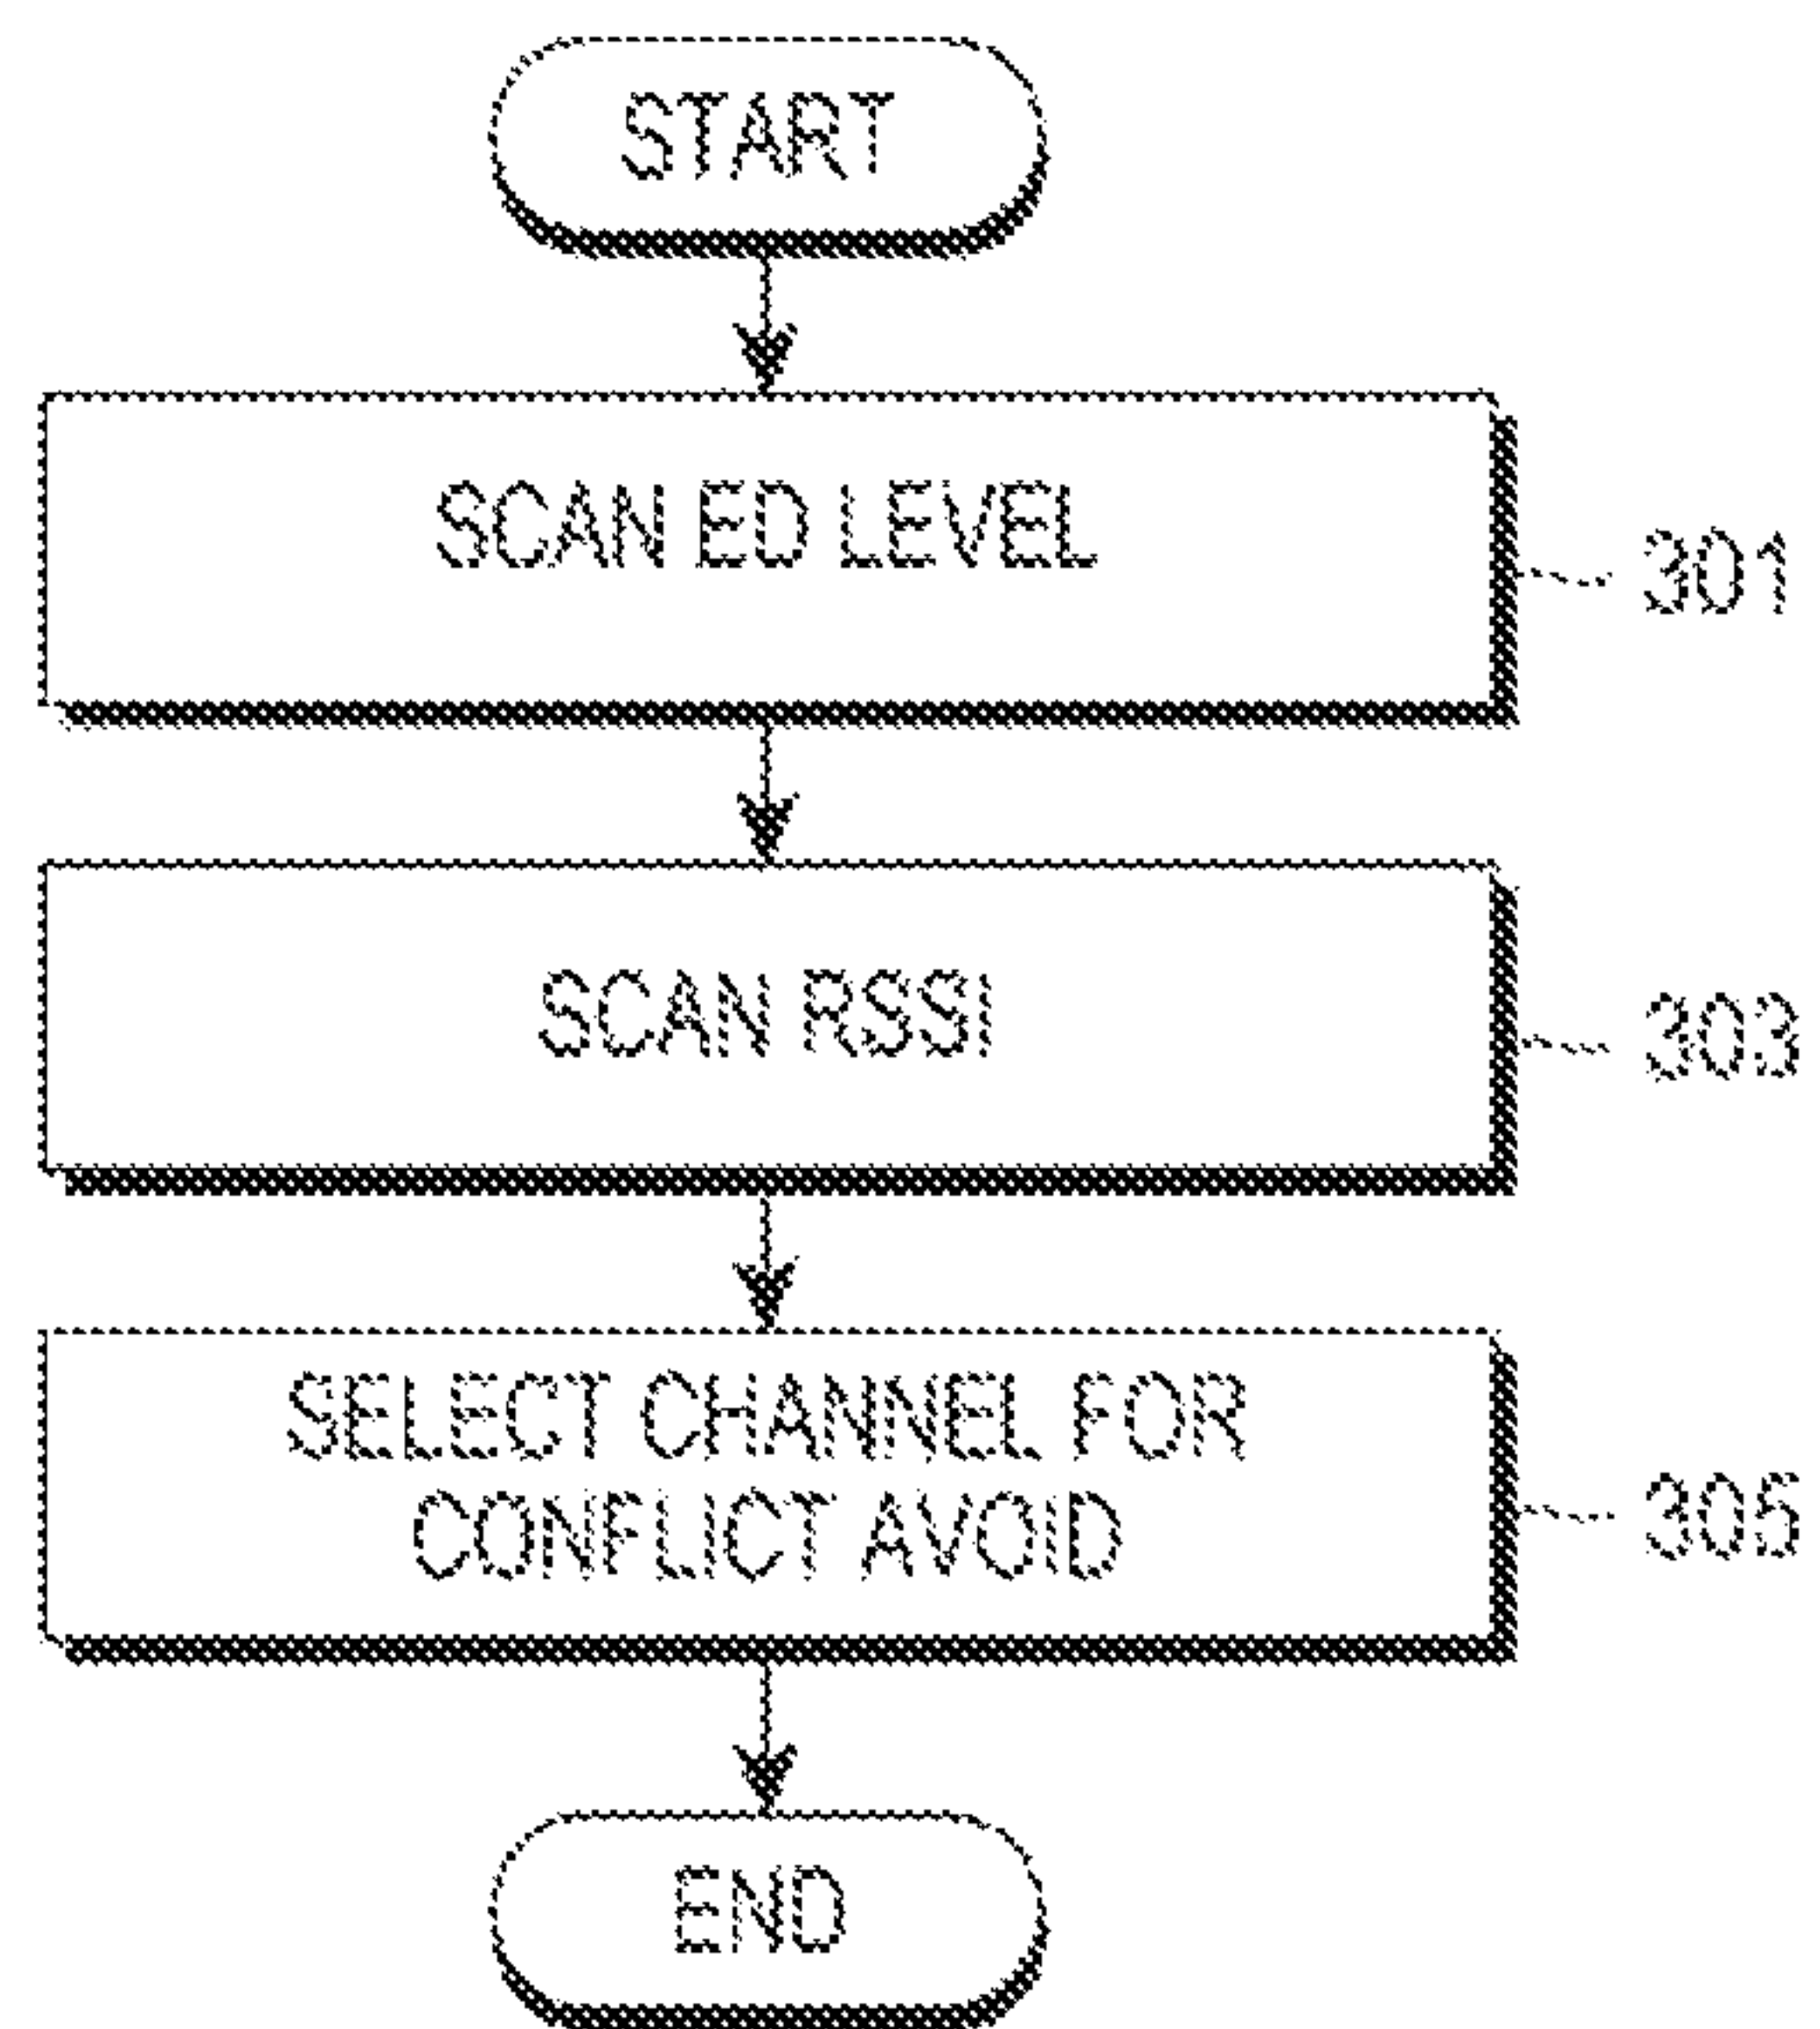 START
SCAN ED LEVEL
301
SCAN RSSI
303
SELECT CHANNEL FOR
CONFLICT AVOID
305
END